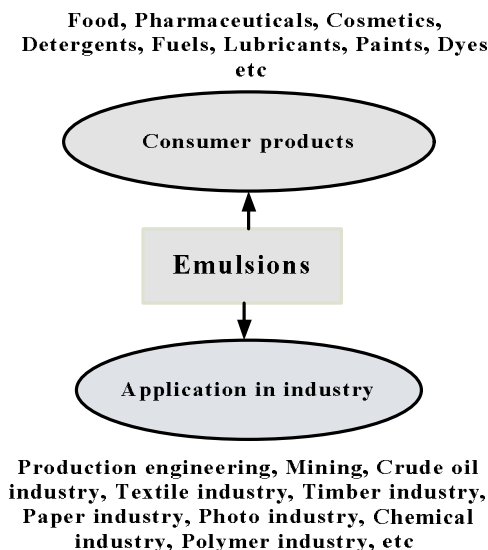 Food, Pharmaceuticals, Cosmetics,
Detergents, Fuels, Lubricants, Paints, Dyes
etc
Consumer products
Emulsions
Application in industry
Production engineering, Mining, Crude oil
industry, Textile industry, Timber industry,
Paper industry, Photo industry, Chemical
industry, Polymer industry, etc